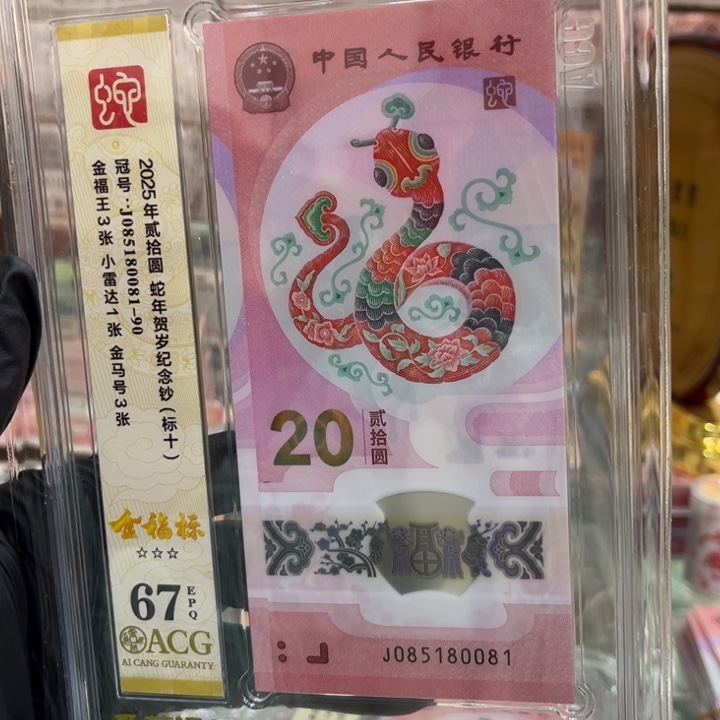 蛇
2025年贰拾圆 蛇年贺岁纪念钞(标十)
冠号:J085180081-90
金福王3张 小雷达1张 金马号3张
金福标
☆☆☆
67 EPQ
ACG
AI CANG GUARANTY
中国人民银行
蛇
20 贰拾圆
J085180081
ACG